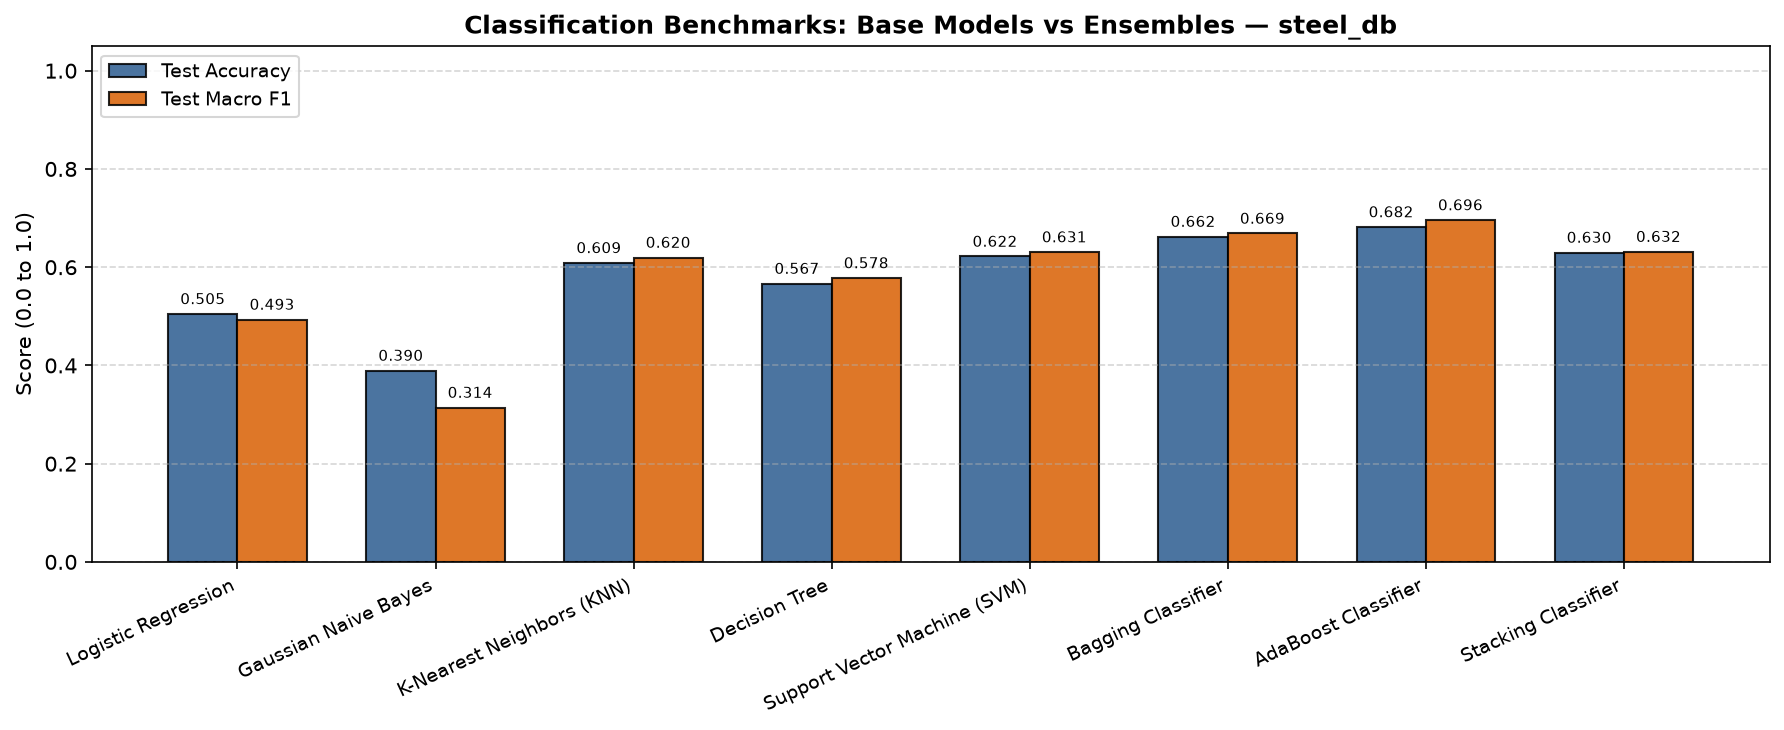 Classification Benchmarks: Base Models vs Ensembles — steel_db
Test Accuracy
Test Macro F1
Score (0.0 to 1.0)
1.0
0.8
0.6
0.4
0.2
0.0
0.505
0.493
0.390
0.314
0.609
0.620
0.567
0.578
0.622
0.631
0.662
0.669
0.682
0.696
0.630
0.632
Logistic Regression
Gaussian Naive Bayes
K-Nearest Neighbors (KNN)
Decision Tree
Support Vector Machine (SVM)
Bagging Classifier
AdaBoost Classifier
Stacking Classifier